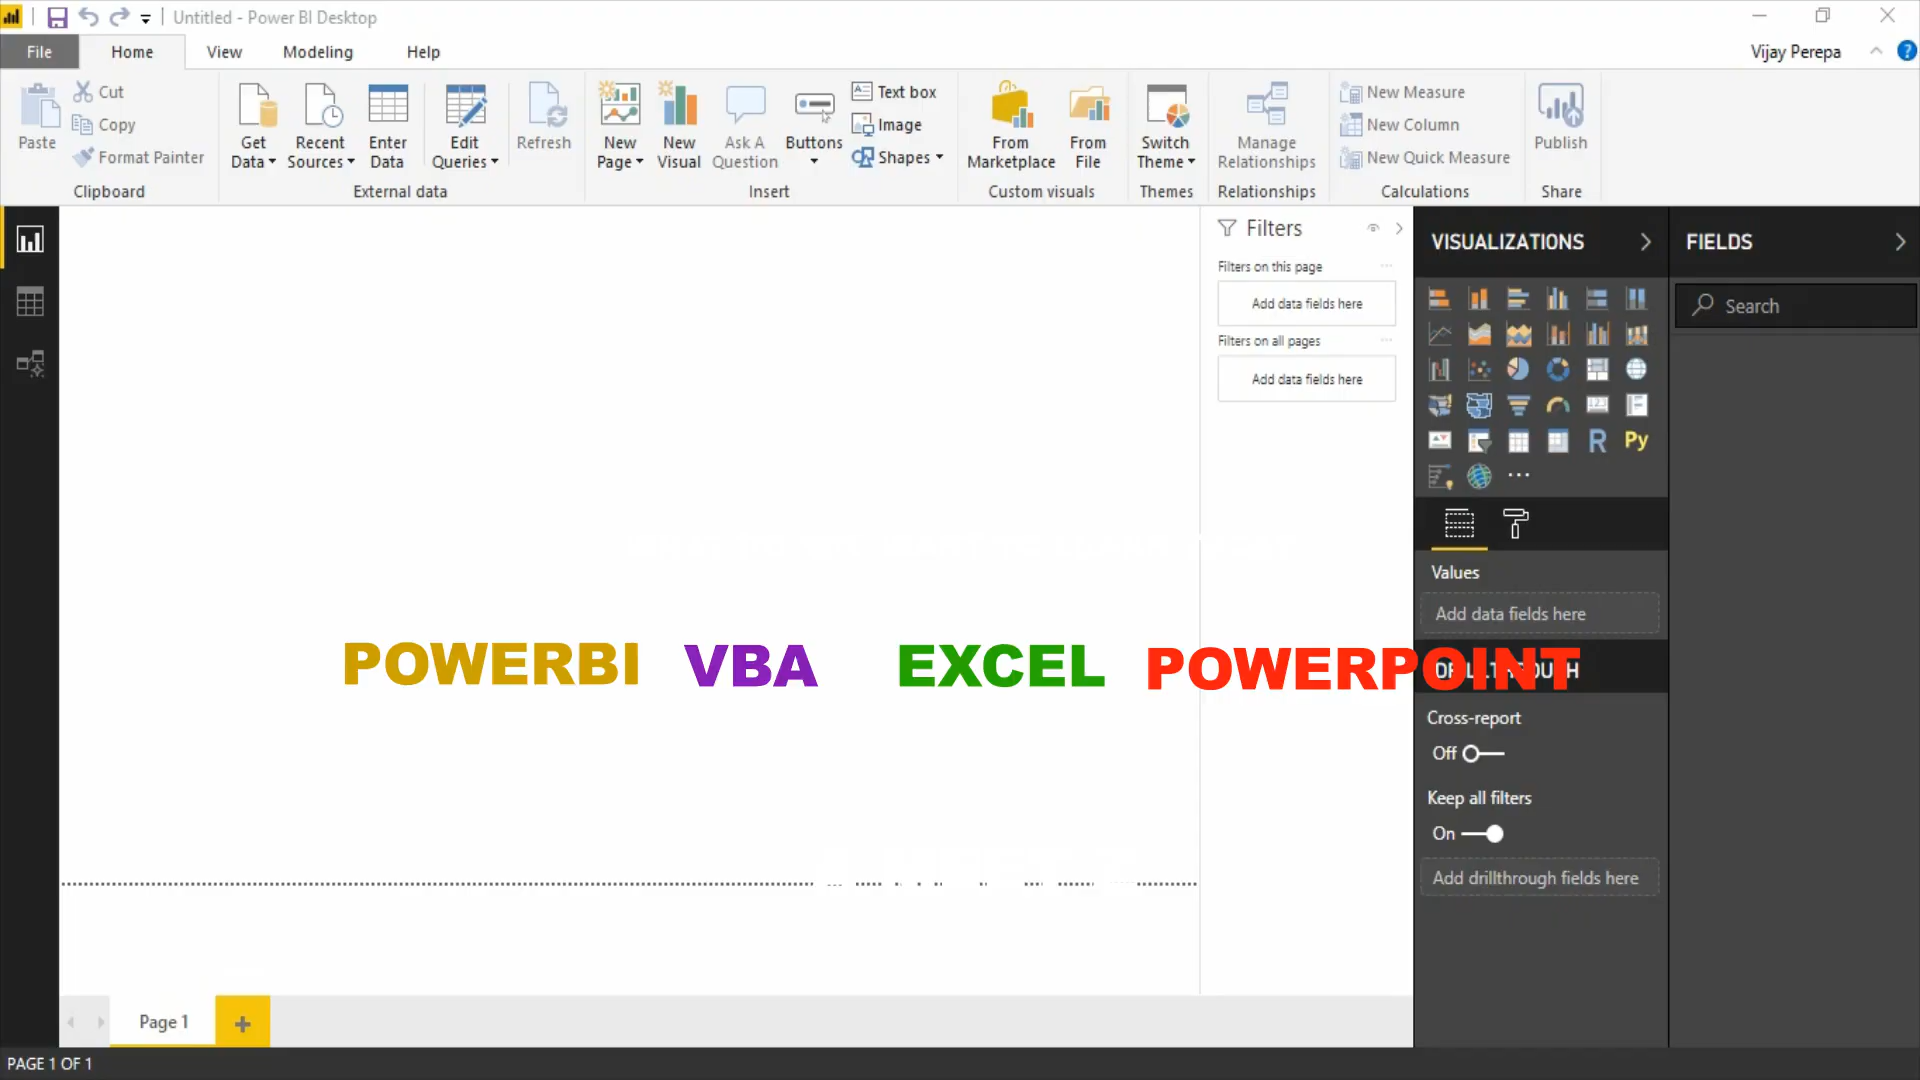 Untitled - Power BI Desktop
File Home View Modeling Help Vijay Perepa
Paste Cut Copy Format Painter
Clipboard
Get Data Recent Sources Enter Data Edit Queries Refresh
External data
New Page New Visual Ask A Question Buttons Text box Image Shapes
Insert
From Marketplace From File
Custom visuals
Switch Theme
Themes
Manage Relationships
Relationships
New Measure
New Column
New Quick Measure
Calculations
Publish
Share
Filters
Filters on this page
Add data fields here
Filters on all pages
Add data fields here
VISUALIZATIONS
R Py
Values
Add data fields here
Cross-report
Off
Keep all filters
On
Add drillthrough fields here
FIELDS
Search
POWERBI VBA EXCEL POWERPOINT
Page 1
PAGE 1 OF 1